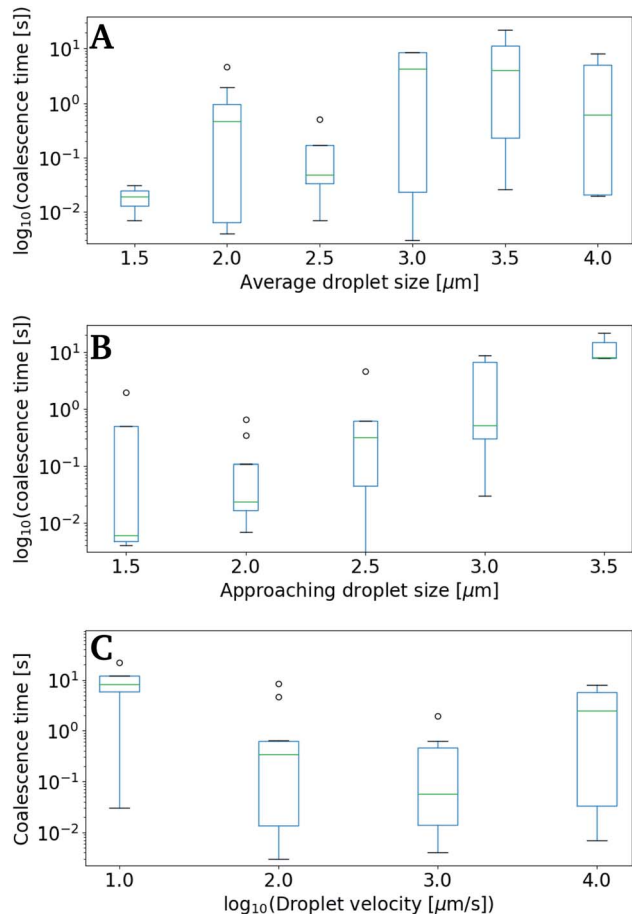 A
log₁₀(coalescence time [s])
10¹
10⁰
10⁻¹
10⁻²
1.5 2.0 2.5 3.0 3.5 4.0
Average droplet size [μm]
B
log₁₀(coalescence time [s])
10¹
10⁰
10⁻¹
10⁻²
1.5 2.0 2.5 3.0 3.5
Approaching droplet size [μm]
C
Coalescence time [s]
10¹
10⁰
10⁻¹
10⁻²
1.0 2.0 3.0 4.0
log₁₀(Droplet velocity [μm/s])